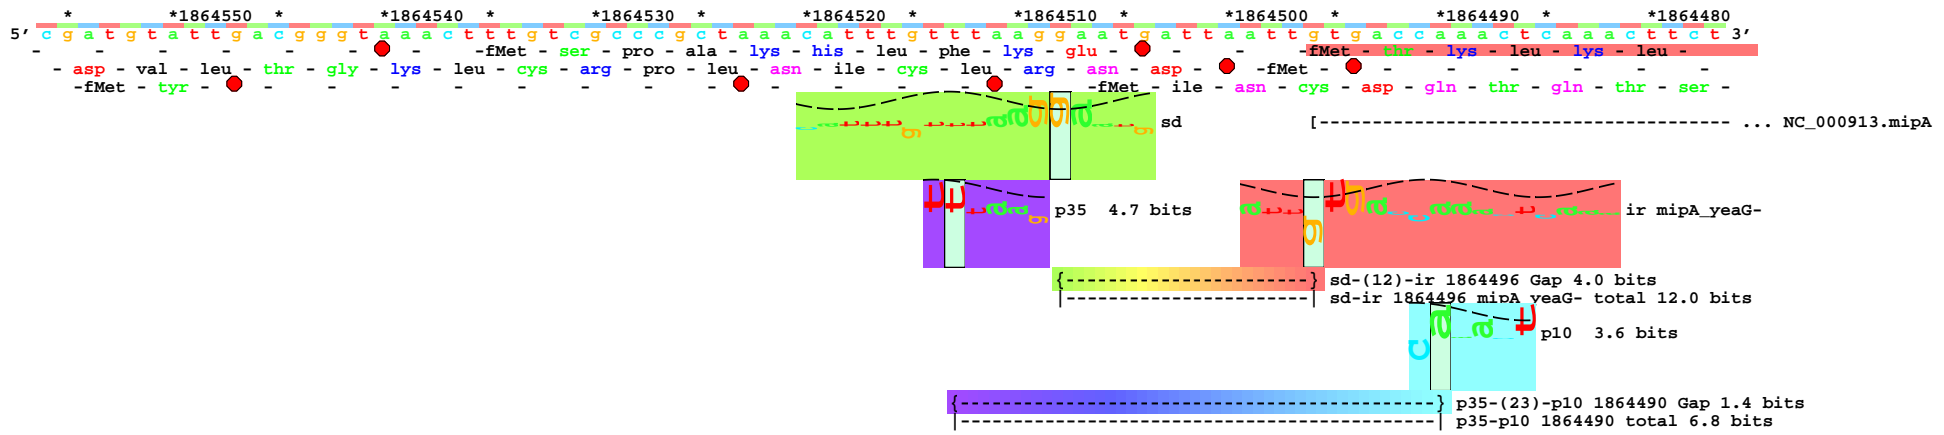 * *1864550 * *1864540 * *1864530 * *1864520 * *1864510 * *1864500 * *1864490 * *1864480
5' c g a t g t a t t g a c g g g t a a a c t t t g t c g c c c g c t a a a c a t t t g t t t a a g g a a t g a t t a a t t g t g a c c a a a c t c a a a c t t c t 3'
- - - - - - - -fMet - ser - pro - ala - lys - his - leu - phe - lys - glu - - - -fMet - thr - lys - leu - lys - leu -
- asp - val - leu - thr - gly - lys - leu - cys - arg - pro - leu - asn - ile - cys - leu - arg - asn - asp - -fMet - - - - - - -
-fMet - tyr - - - - - - - - - - - - - -fMet - ile - asn - cys - asp - gln - thr - gln - thr - ser -
sd
[------------------------------- ... NC_000913.mipA
p35 4.7 bits
ir mipA_yeaG-
{-----------------------} sd-(12)-ir 1864496 Gap 4.0 bits
|-----------------------| sd-ir 1864496 mipA_yeaG- total 12.0 bits
p10 3.6 bits
{---------------------------------------------} p35-(23)-p10 1864490 Gap 1.4 bits
|---------------------------------------------| p35-p10 1864490 total 6.8 bits